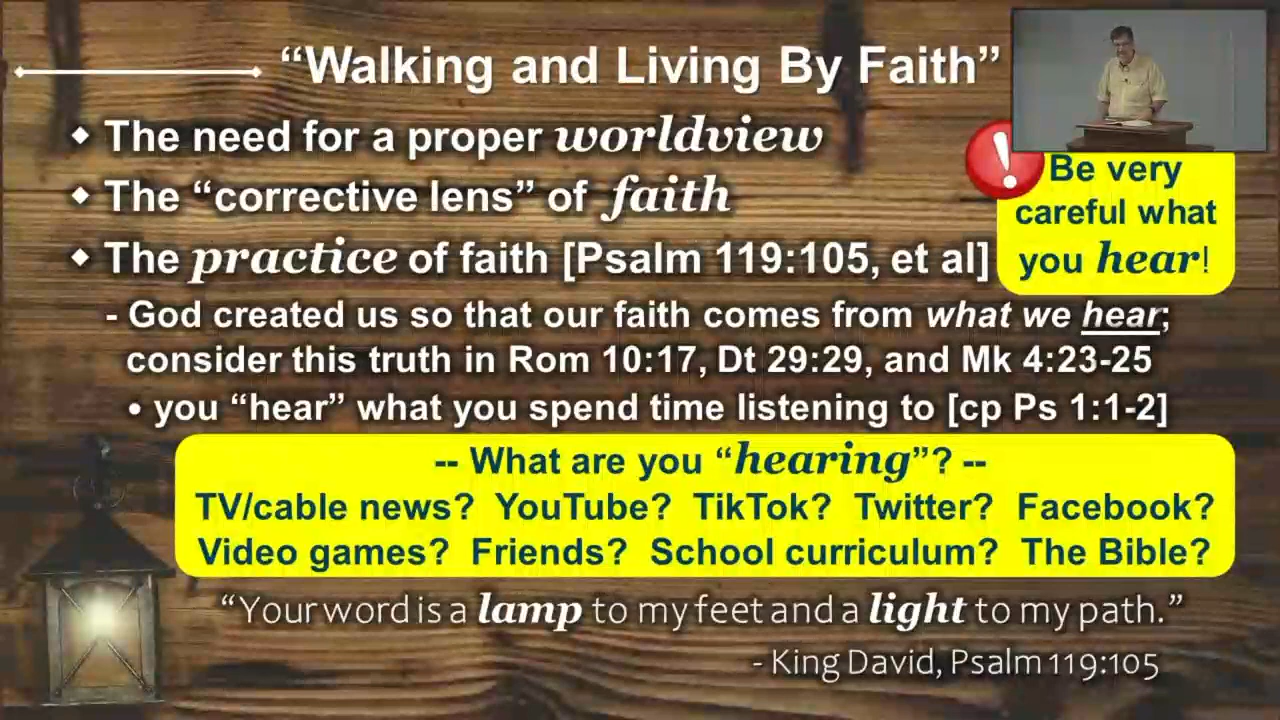 “Walking and Living By Faith”
◆ The need for a proper worldview
◆ The “corrective lens” of faith
◆ The practice of faith [Psalm 119:105, et al]
!
Be very
careful what
you hear!
- God created us so that our faith comes from what we hear;
consider this truth in Rom 10:17, Dt 29:29, and Mk 4:23-25
• you “hear” what you spend time listening to [cp Ps 1:1-2]
-- What are you “hearing”? --
TV/cable news? YouTube? TikTok? Twitter? Facebook?
Video games? Friends? School curriculum? The Bible?
“Your word is a lamp to my feet and a light to my path.”
- King David, Psalm 119:105